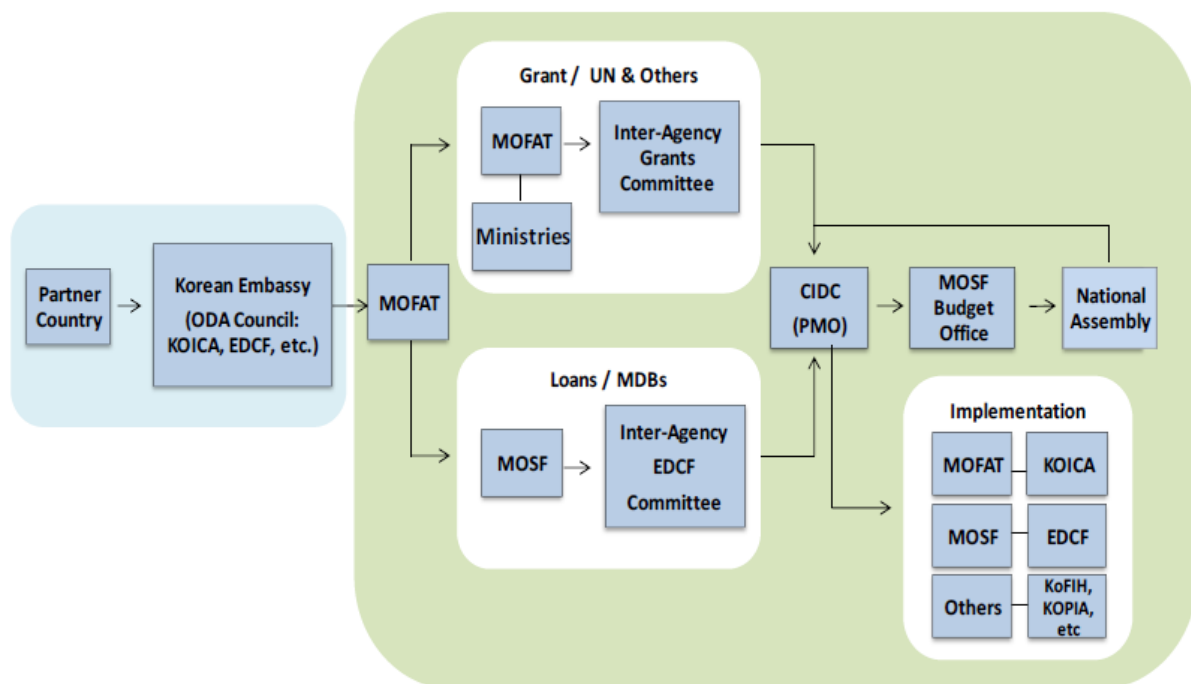 Partner
Country
Korean Embassy
(ODA Council:
KOICA, EDCF, etc.)
MOFAT
Grant / UN & Others
MOFAT
Ministries
Inter-Agency
Grants
Committee
Loans / MDBs
MOSF
Inter-Agency
EDCF
Committee
CIDC
(PMO)
MOSF
Budget
Office
National
Assembly
Implementation
MOFAT
KOICA
MOSF
EDCF
Others
KoFIH,
KOPIA,
etc